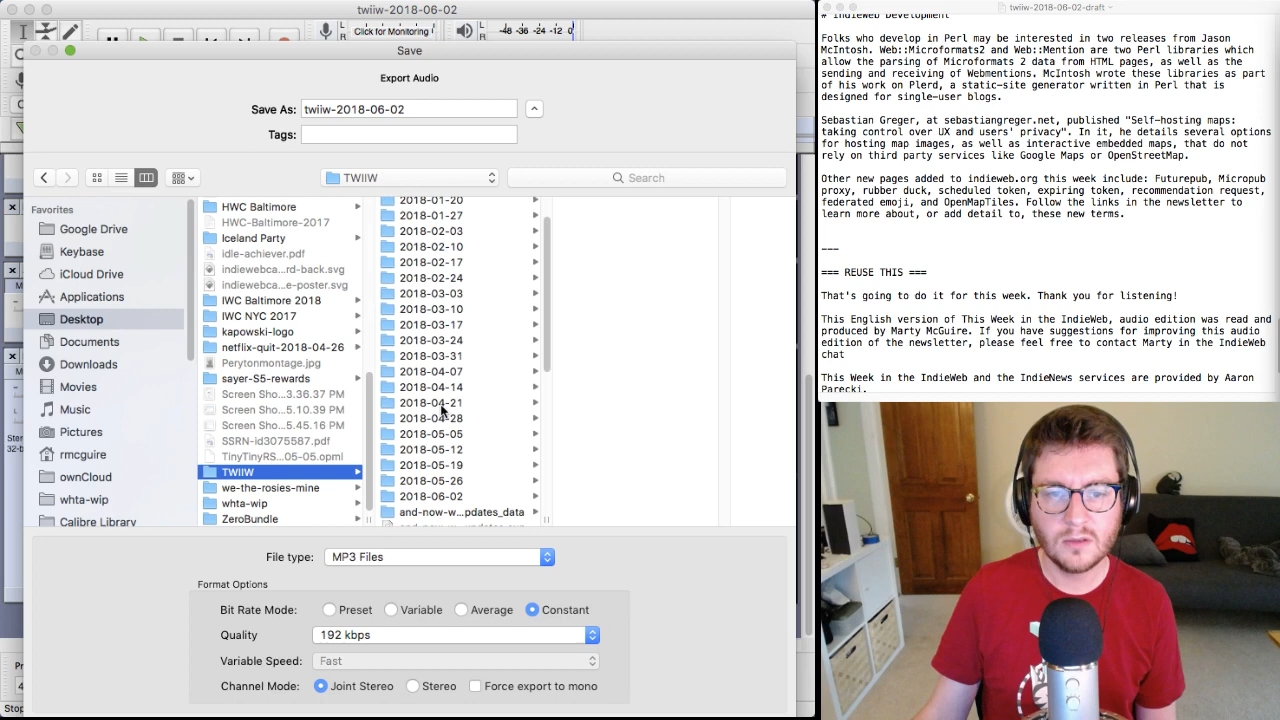 twiiw-2018-06-02
Click for Monitoring
-48 -36 -24 -12 0
L
R
L
R
Save
Export Audio
Save As: twiiw-2018-06-02
Tags:
TWIIW
Search
Favorites
Google Drive
Keybase
iCloud Drive
Applications
Desktop
Documents
Downloads
Movies
Music
Pictures
rmcguire
ownCloud
whta-wip
Calibre Library
HWC Baltimore
HWC-Baltimore-2017
Iceland Party
idle-achiever.pdf
indiewebca...rd-back.svg
indiewebca...e-poster.svg
IWC Baltimore 2018
IWC NYC 2017
kapowski-logo
netflix-quit-2018-04-26
Perytonmontage.jpg
sayer-S5-rewards
Screen Sho...3.36.37 PM
Screen Sho...5.10.39 PM
Screen Sho...5.45.16 PM
SSRN-id3075587.pdf
TinyTinyRS...05-05.opml
TWIIW
we-the-rosies-mine
whta-wip
ZeroBundle
2018-01-20
2018-01-27
2018-02-03
2018-02-10
2018-02-17
2018-02-24
2018-03-03
2018-03-10
2018-03-17
2018-03-24
2018-03-31
2018-04-07
2018-04-14
2018-04-21
2018-04-28
2018-05-05
2018-05-12
2018-05-19
2018-05-26
2018-06-02
and-now-w...pdates_data
File type: MP3 Files
Format Options
Bit Rate Mode: Preset Variable Average Constant
Quality 192 kbps
Variable Speed: Fast
Channel Mode: Joint Stereo Stereo Force export to mono
twiiw-2018-06-02-draft
# IndieWeb Development
Folks who develop in Perl may be interested in two releases from Jason
McIntosh. Web::Microformats2 and Web::Mention are two Perl libraries which
allow the parsing of Microformats 2 data from HTML pages, as well as the
sending and receiving of Webmentions. McIntosh wrote these libraries as part
of his work on Plerd, a static-site generator written in Perl that is
designed for single-user blogs.
Sebastian Greger, at sebastiangreger.net, published "Self-hosting maps:
taking control over UX and users' privacy". In it, he details several options
for hosting map images, as well as interactive embedded maps, that do not
rely on third party services like Google Maps or OpenStreetMap.
Other new pages added to indieweb.org this week include: Futurepub, Micropub
proxy, rubber duck, scheduled token, expiring token, recommendation request,
federated emoji, and OpenMapTiles. Follow the links in the newsletter to
learn more about, or add detail to, these new terms.
---
=== REUSE THIS ===
That's going to do it for this week. Thank you for listening!
This English version of This Week in the IndieWeb, audio edition was read and
produced by Marty McGuire. If you have suggestions for improving this audio
edition of the newsletter, please feel free to contact Marty in the IndieWeb
chat
This Week in the IndieWeb and the IndieNews services are provided by Aaron
Parecki.